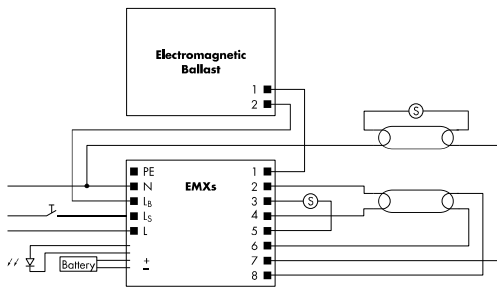 Electromagnetic
Ballast
1
2
S
PE
N
LB
LS
L
+
−
EMXs
1
2
3
4
5
6
7
8
S
Battery